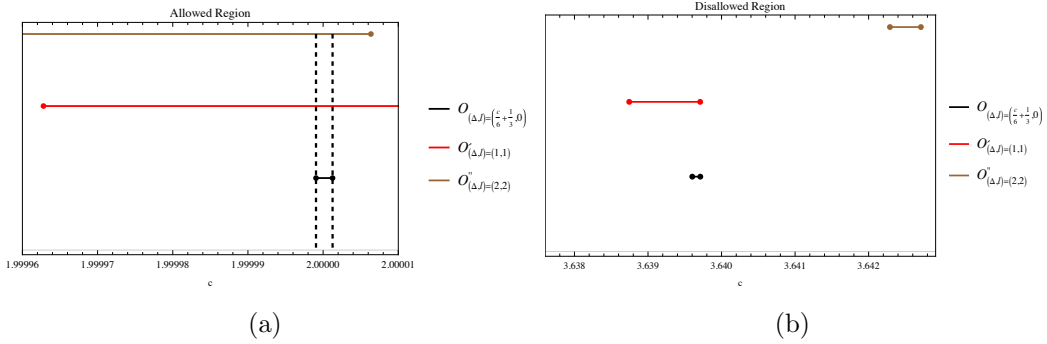 Allowed Region
O(Δ,J)=(c/6+1/3,0)
O′(Δ,J)=(1,1)
O″(Δ,J)=(2,2)
1.99996 1.99997 1.99998 1.99999 2.00000 2.00001
c
(a)
Disallowed Region
O(Δ,J)=(c/6+1/3,0)
O′(Δ,J)=(1,1)
O″(Δ,J)=(2,2)
3.638 3.639 3.640 3.641 3.642
c
(b)